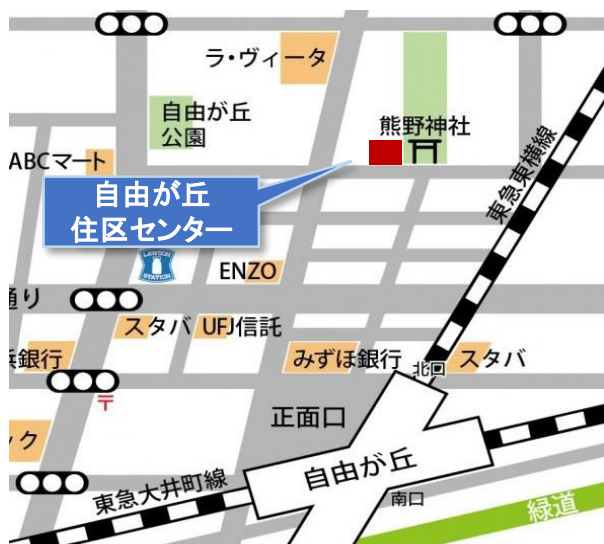 ラ・ヴィータ
自由が丘
公園
熊野神社
ABCマート
東急東横線
自由が丘
住区センター
LAWSON
STATION
ENZO
通り
スタバ
UFJ信託
浜銀行
みずほ銀行
北口
スタバ
〒
正面口
ック
自由が丘
東急大井町線
南口
緑道